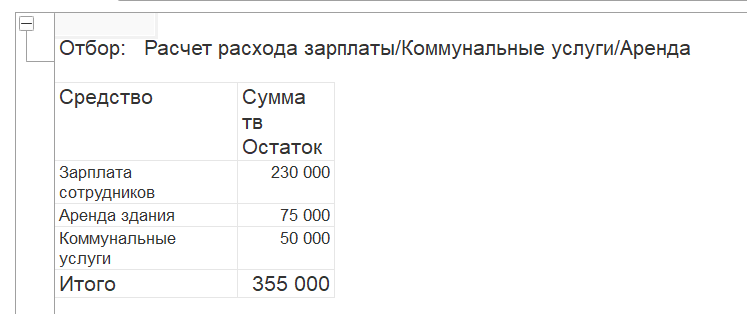 Отбор: Расчет расхода зарплаты/Коммунальные услуги/Аренда
Средство Сумма
тв
Остаток
Зарплата 230 000
сотрудников
Аренда здания 75 000
Коммунальные 50 000
услуги
Итого 355 000